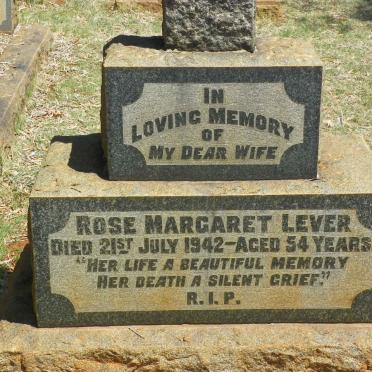 IN
LOVING MEMORY
OF
MY DEAR WIFE
ROSE MARGARET LEVER
DIED 21ST JULY 1942—AGED 54 YEARS
"HER LIFE A BEAUTIFUL MEMORY
HER DEATH A SILENT GRIEF."
R.I.P.